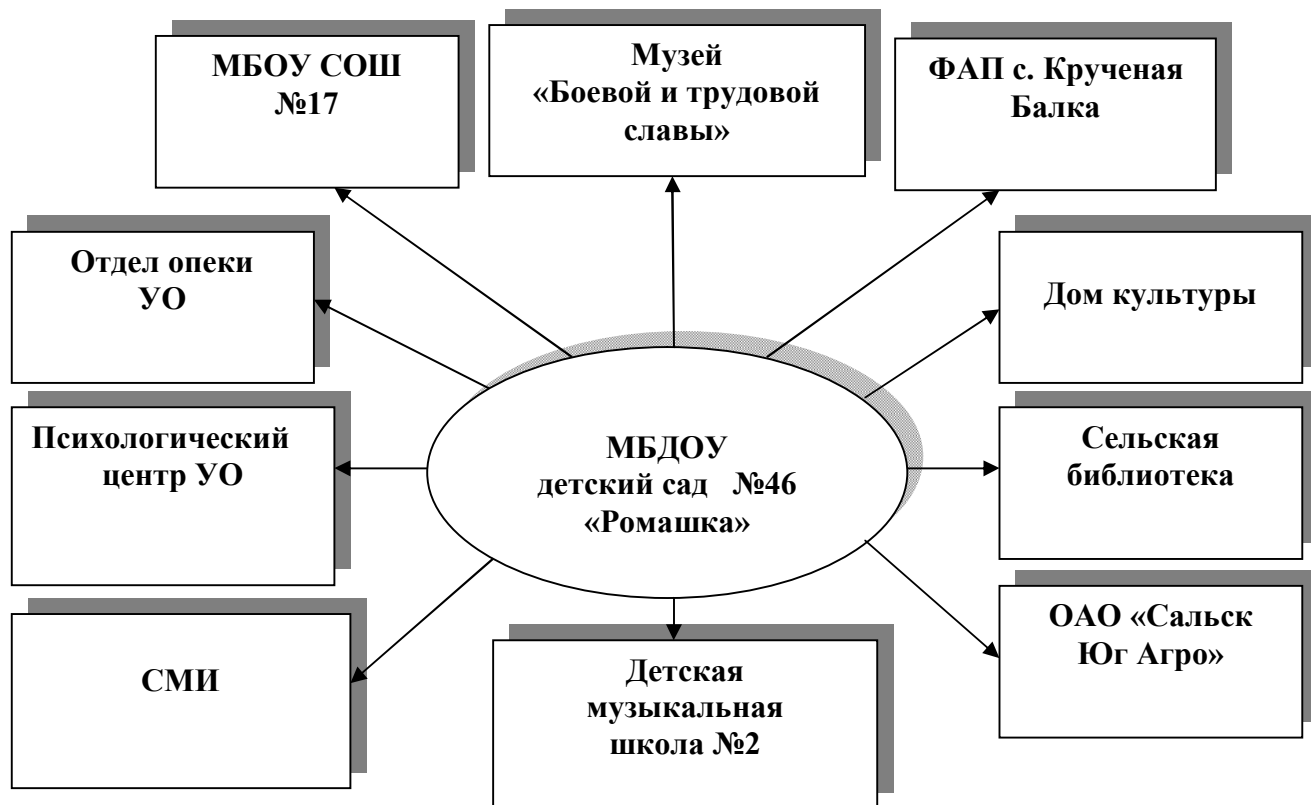 МБОУ СОШ
№17
Музей
«Боевой и трудовой
славы»
ФАП с. Крученая
Балка
Отдел опеки
УО
Дом культуры
Психологический
центр УО
МБДОУ
детский сад №46
«Ромашка»
Сельская
библиотека
СМИ
Детская
музыкальная
школа №2
ОАО «Сальск
Юг Агро»